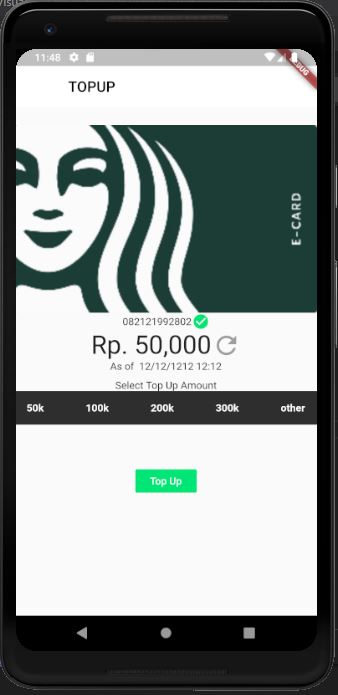 11:48
TOPUP
E-CARD
082121992802
Rp. 50,000
As of 12/12/1212 12:12
Select Top Up Amount
50k 100k 200k 300k other
Top Up